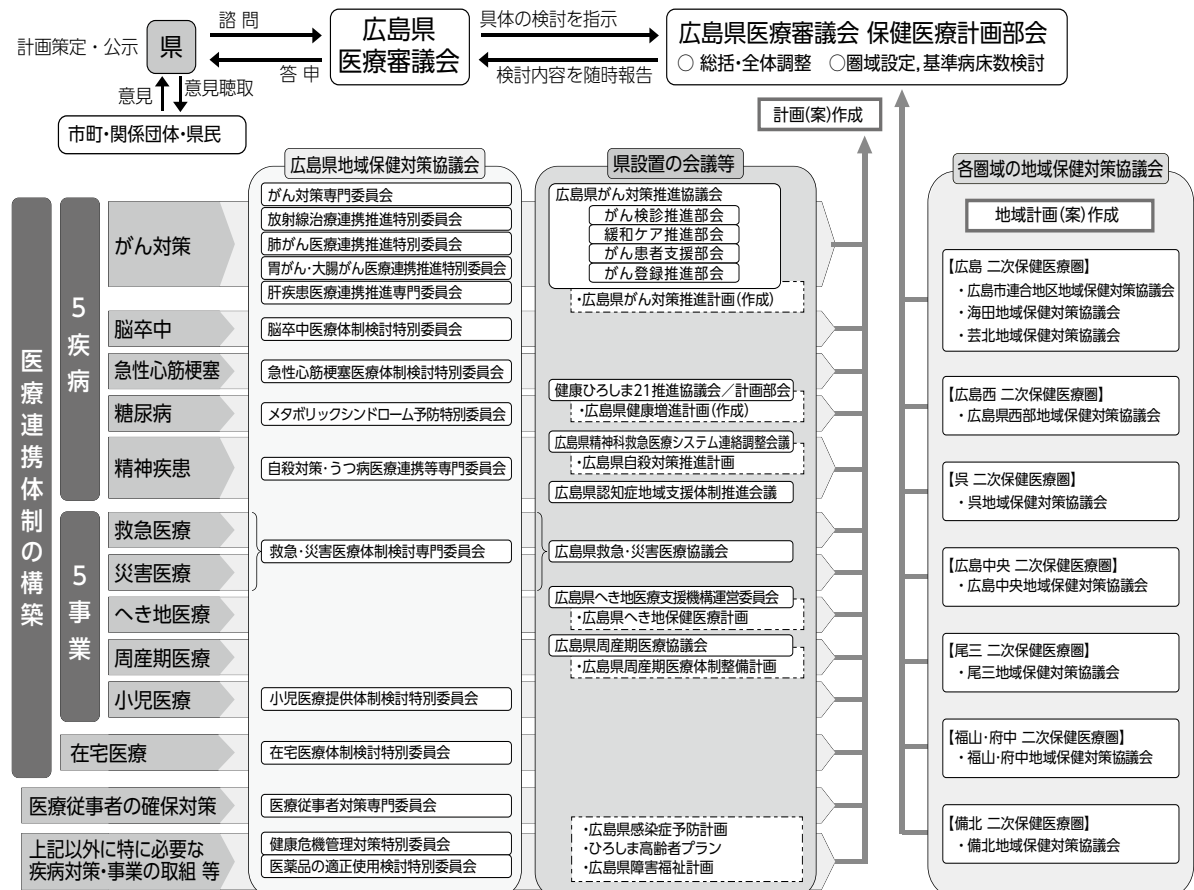 計画策定・公示
県
諮 問
答 申
広島県
医療審議会
具体の検討を指示
検討内容を随時報告
広島県医療審議会 保健医療計画部会
○ 総括・全体調整 ○圏域設定,基準病床数検討
意見
意見聴取
市町・関係団体・県民
計画(案)作成
広島県地域保健対策協議会
県設置の会議等
各圏域の地域保健対策協議会
地域計画(案)作成
医療連携体制の構築
5疾病
がん対策
がん対策専門委員会
放射線治療連携推進特別委員会
肺がん医療連携推進特別委員会
胃がん・大腸がん医療連携推進特別委員会
肝疾患医療連携推進専門委員会
広島県がん対策推進協議会
がん検診推進部会
緩和ケア推進部会
がん患者支援部会
がん登録推進部会
・広島県がん対策推進計画(作成)
脳卒中
脳卒中医療体制検討特別委員会
急性心筋梗塞
急性心筋梗塞医療体制検討特別委員会
糖尿病
メタボリックシンドローム予防特別委員会
健康ひろしま21推進協議会／計画部会
・広島県健康増進計画(作成)
精神疾患
自殺対策・うつ病医療連携等専門委員会
広島県精神科救急医療システム連絡調整会議
・広島県自殺対策推進計画
広島県認知症地域支援体制推進会議
5事業
救急医療
災害医療
救急・災害医療体制検討専門委員会
広島県救急・災害医療協議会
へき地医療
広島県へき地医療支援機構運営委員会
・広島県へき地保健医療計画
周産期医療
広島県周産期医療協議会
・広島県周産期医療体制整備計画
小児医療
小児医療提供体制検討特別委員会
在宅医療
在宅医療体制検討特別委員会
医療従事者の確保対策
医療従事者対策専門委員会
上記以外に特に必要な
疾病対策・事業の取組 等
健康危機管理対策特別委員会
医薬品の適正使用検討特別委員会
・広島県感染症予防計画
・ひろしま高齢者プラン
・広島県障害福祉計画
【広島 二次保健医療圏】
・広島市連合地区地域保健対策協議会
・海田地域保健対策協議会
・芸北地域保健対策協議会
【広島西 二次保健医療圏】
・広島県西部地域保健対策協議会
【呉 二次保健医療圏】
・呉地域保健対策協議会
【広島中央 二次保健医療圏】
・広島中央地域保健対策協議会
【尾三 二次保健医療圏】
・尾三地域保健対策協議会
【福山・府中 二次保健医療圏】
・福山・府中地域保健対策協議会
【備北 二次保健医療圏】
・備北地域保健対策協議会